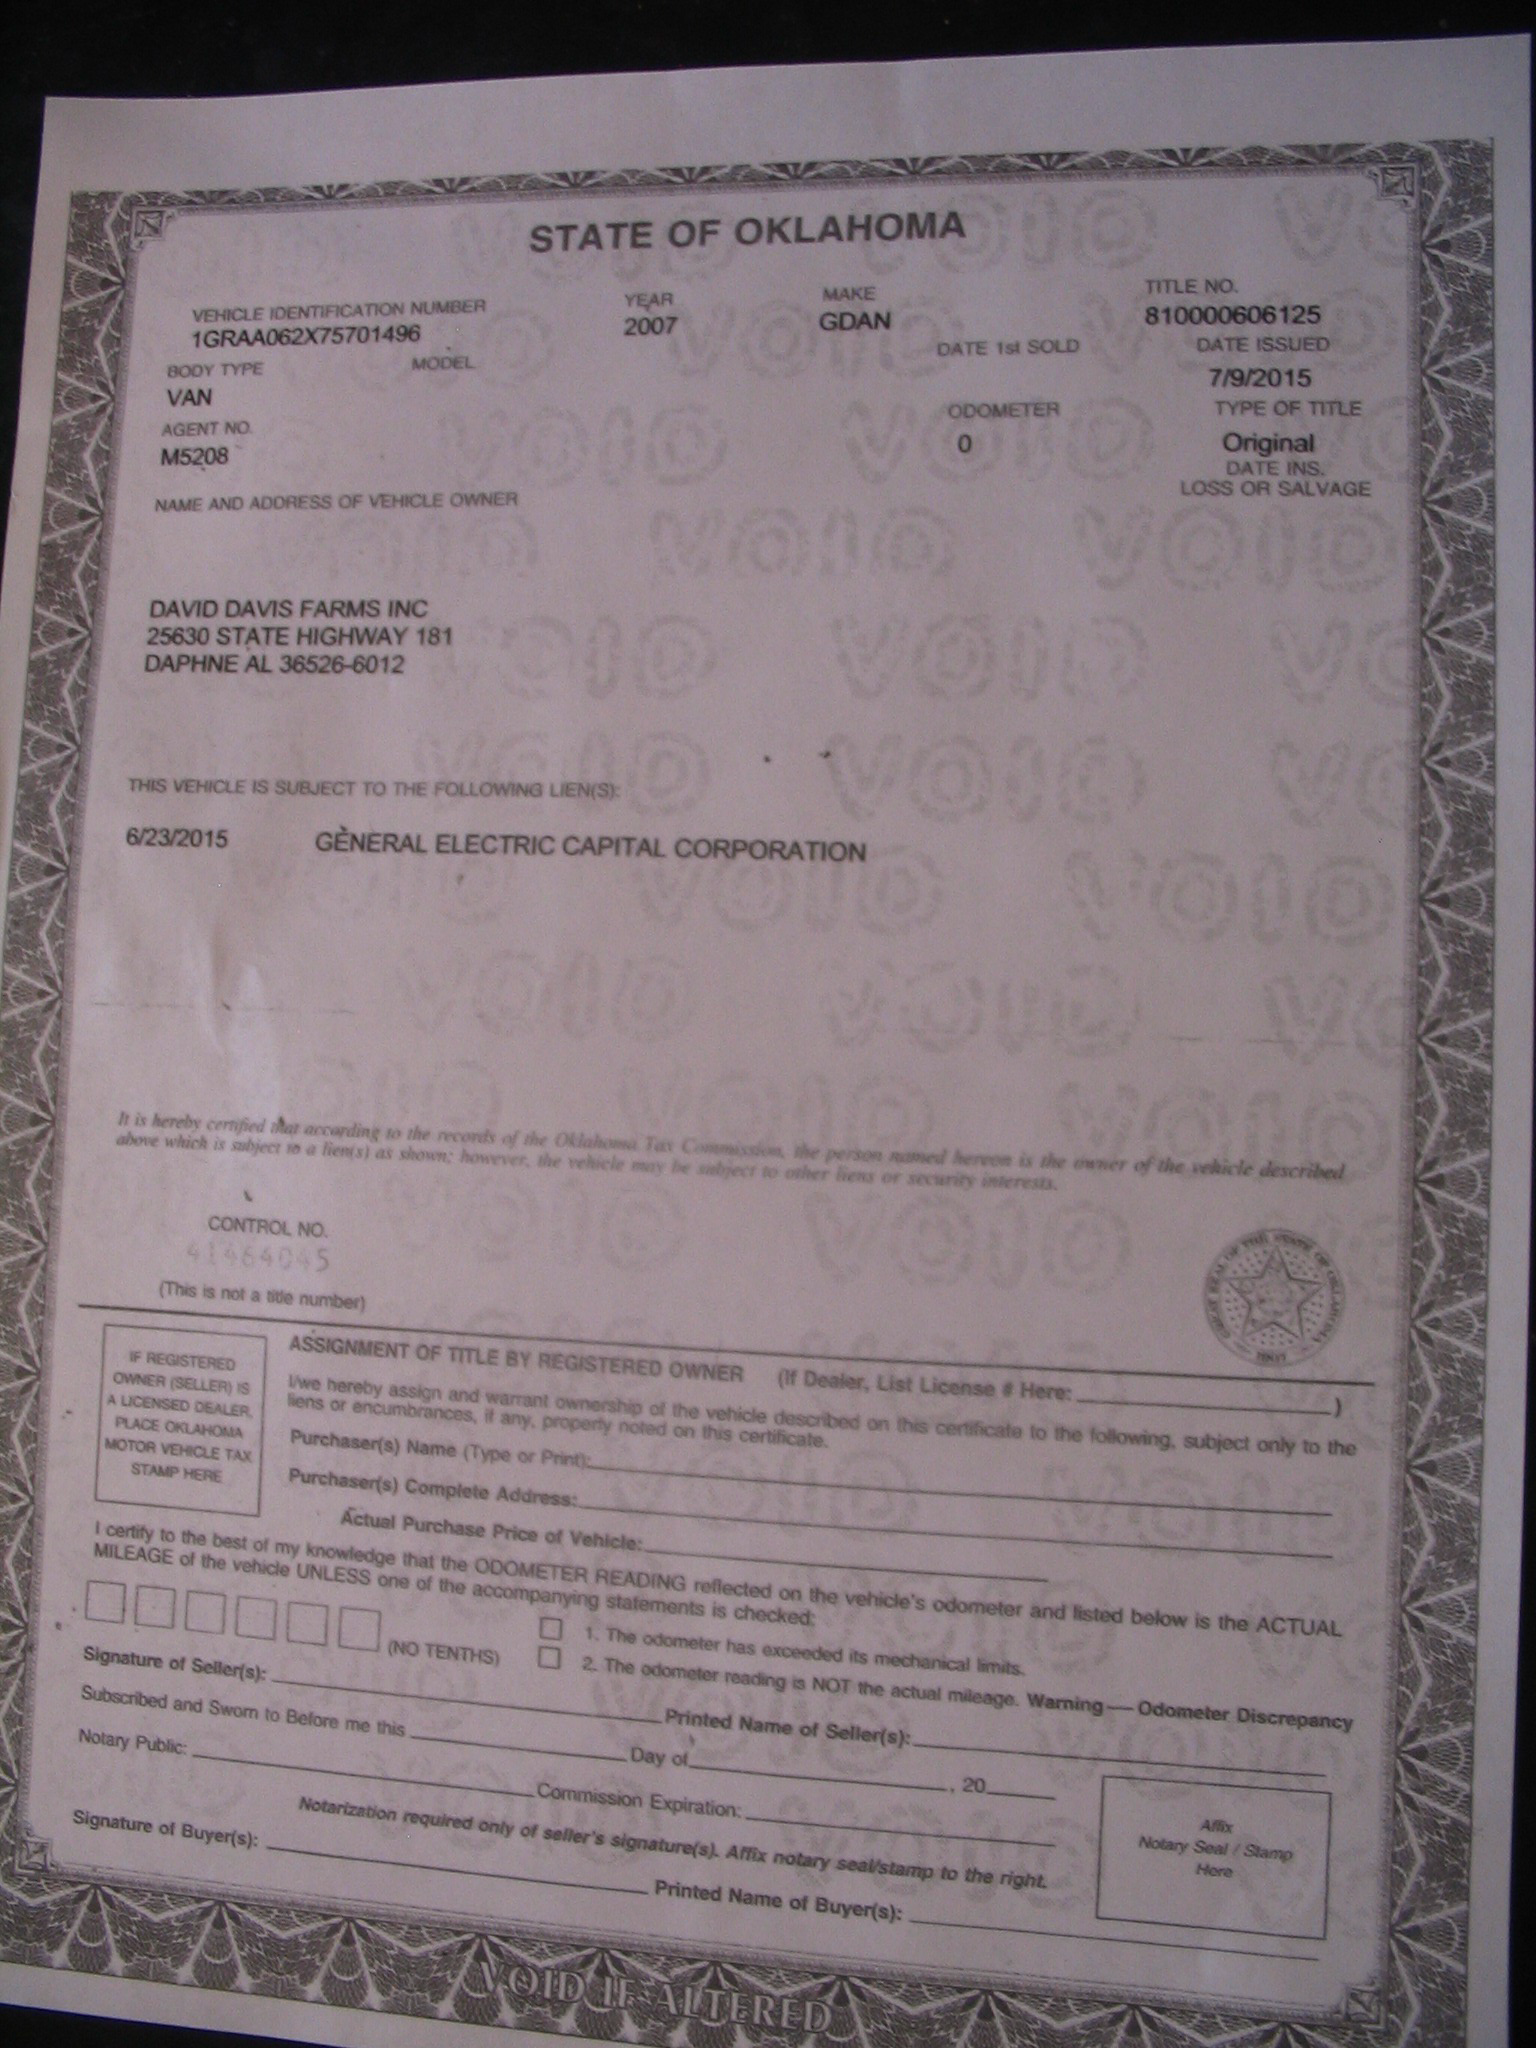 STATE OF OKLAHOMA
VEHICLE IDENTIFICATION NUMBER YEAR MAKE TITLE NO.
1GRAA062X75701496 2007 GDAN 810000606125
BODY TYPE MODEL DATE 1st SOLD DATE ISSUED
VAN 7/9/2015
AGENT NO. ODOMETER TYPE OF TITLE
M5208 0 Original
DATE INS.
LOSS OR SALVAGE
NAME AND ADDRESS OF VEHICLE OWNER
DAVID DAVIS FARMS INC
25630 STATE HIGHWAY 181
DAPHNE AL 36526-6012
THIS VEHICLE IS SUBJECT TO THE FOLLOWING LIEN(S):
6/23/2015 GENERAL ELECTRIC CAPITAL CORPORATION
It is hereby certified that according to the records of the Oklahoma Tax Commission, the person named hereon is the owner of the vehicle described
above which is subject to a lien(s) as shown; however, the vehicle may be subject to other liens or security interests.
CONTROL NO.
41464045
(This is not a title number)
GREAT SEAL OF THE STATE OF OKLAHOMA
1907
IF REGISTERED
OWNER (SELLER) IS
A LICENSED DEALER,
PLACE OKLAHOMA
MOTOR VEHICLE TAX
STAMP HERE
ASSIGNMENT OF TITLE BY REGISTERED OWNER (If Dealer, List License # Here: )
I/we hereby assign and warrant ownership of the vehicle described on this certificate to the following, subject only to the
liens or encumbrances, if any, properly noted on this certificate.
Purchaser(s) Name (Type or Print):
Purchaser(s) Complete Address:
Actual Purchase Price of Vehicle:
I certify to the best of my knowledge that the ODOMETER READING reflected on the vehicle's odometer and listed below is the ACTUAL
MILEAGE of the vehicle UNLESS one of the accompanying statements is checked:
(NO TENTHS) 1. The odometer has exceeded its mechanical limits.
2. The odometer reading is NOT the actual mileage. Warning — Odometer Discrepancy
Signature of Seller(s): Printed Name of Seller(s):
Subscribed and Sworn to Before me this Day of , 20
Notary Public: Commission Expiration:
Notarization required only of seller's signature(s). Affix notary seal/stamp to the right.
Affix
Notary Seal / Stamp
Here
Signature of Buyer(s): Printed Name of Buyer(s):
VOID IF ALTERED